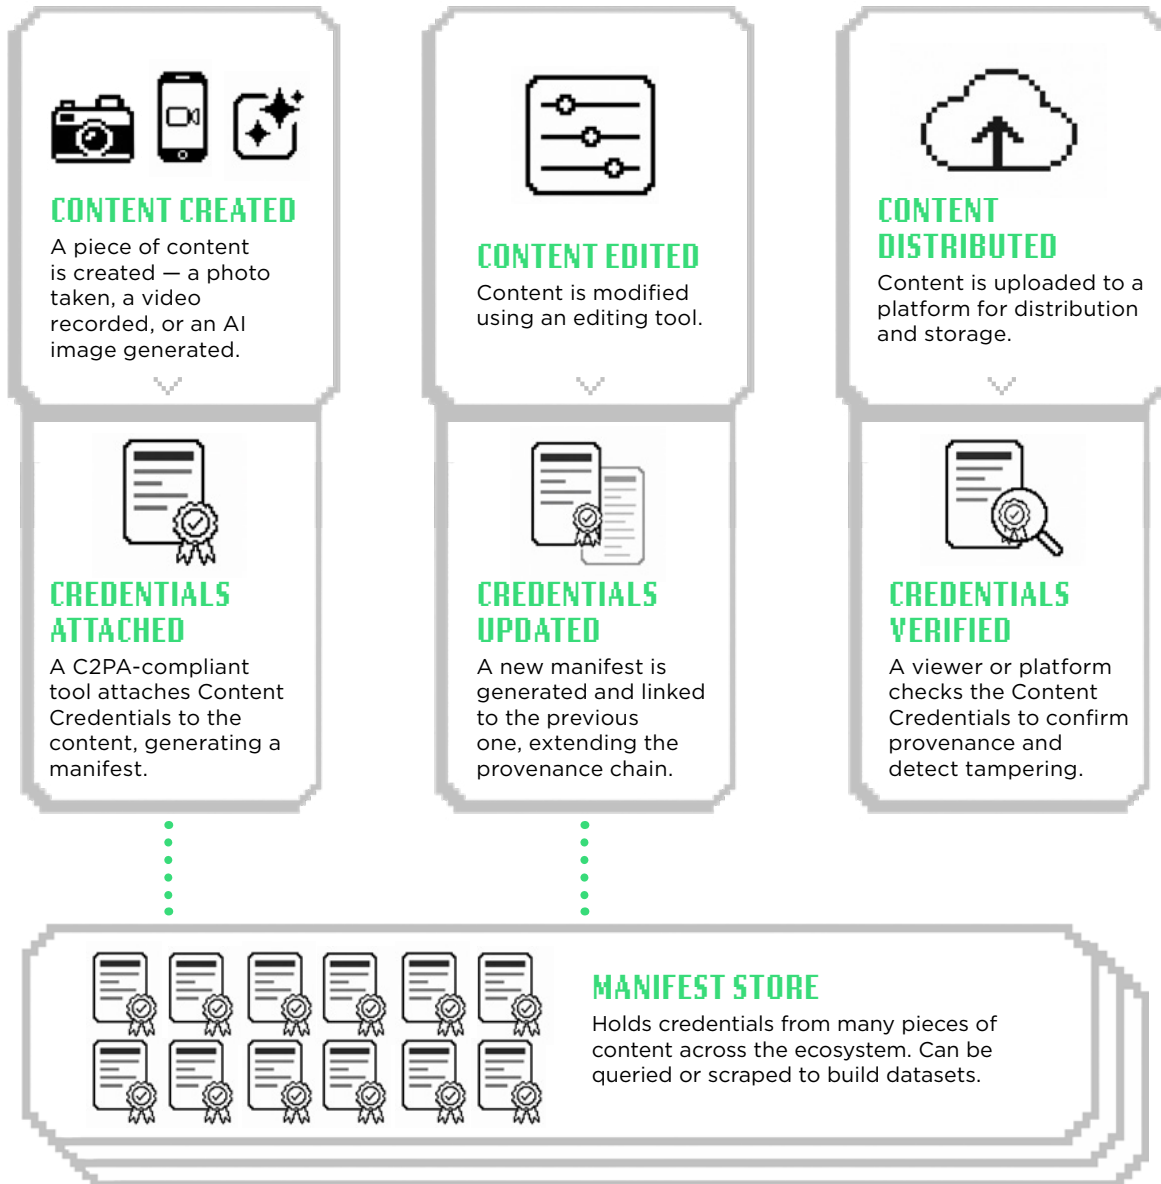 CONTENT CREATED
A piece of content
is created — a photo
taken, a video
recorded, or an AI
image generated.
CREDENTIALS
ATTACHED
A C2PA-compliant
tool attaches Content
Credentials to the
content, generating a
manifest.
CONTENT EDITED
Content is modified
using an editing tool.
CREDENTIALS
UPDATED
A new manifest is
generated and linked
to the previous
one, extending the
provenance chain.
CONTENT
DISTRIBUTED
Content is uploaded to a
platform for distribution
and storage.
CREDENTIALS
VERIFIED
A viewer or platform
checks the Content
Credentials to confirm
provenance and
detect tampering.
MANIFEST STORE
Holds credentials from many pieces of
content across the ecosystem. Can be
queried or scraped to build datasets.